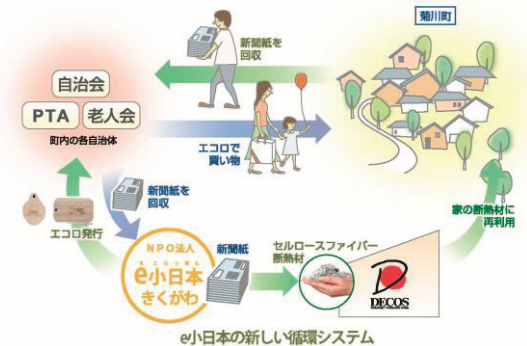 菊川町
新聞紙を
回収
自治会
PTA
老人会
町内の各自治体
エコロで
買い物
新聞紙を
回収
エコロ発行
NPO法人
えこにっぽん
e小日本
きくがわ
新聞紙
セルロースファイバー
断熱材
DECOS
家の断熱材に
再利用
e小日本の新しい循環システム